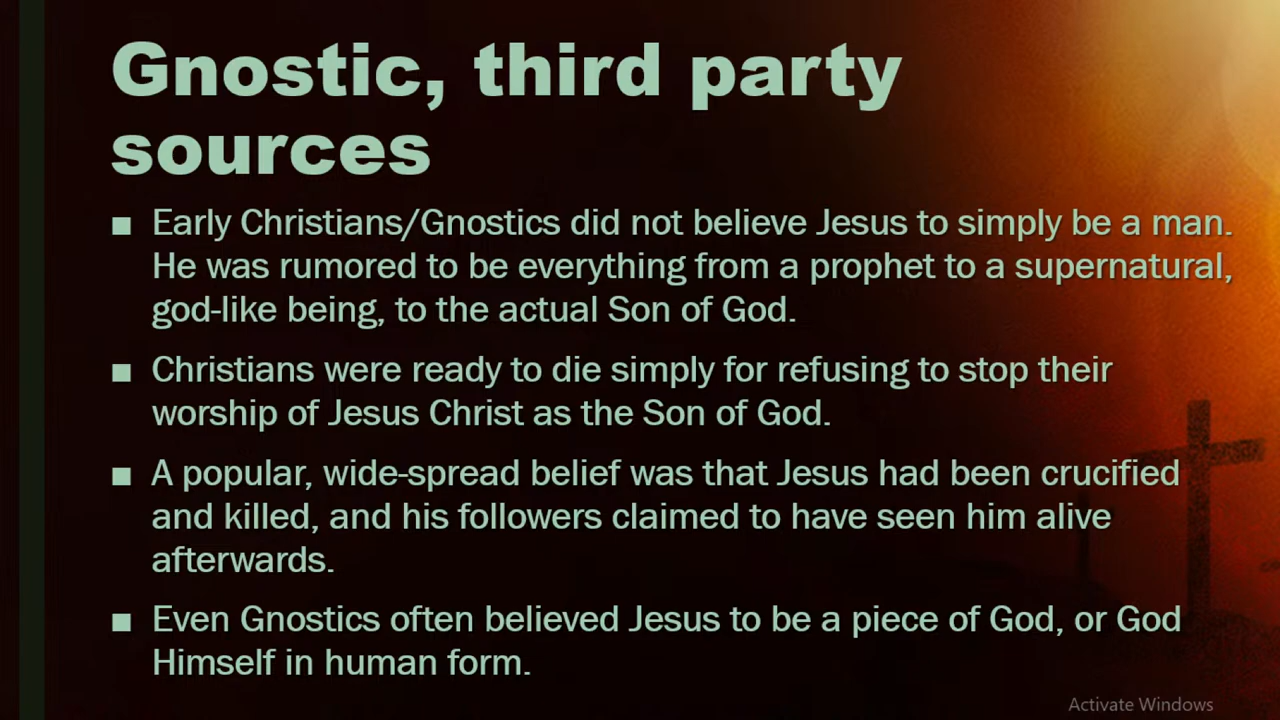 Gnostic, third party
sources
■ Early Christians/Gnostics did not believe Jesus to simply be a man.
He was rumored to be everything from a prophet to a supernatural,
god-like being, to the actual Son of God.
■ Christians were ready to die simply for refusing to stop their
worship of Jesus Christ as the Son of God.
■ A popular, wide-spread belief was that Jesus had been crucified
and killed, and his followers claimed to have seen him alive
afterwards.
■ Even Gnostics often believed Jesus to be a piece of God, or God
Himself in human form.
Activate Windows